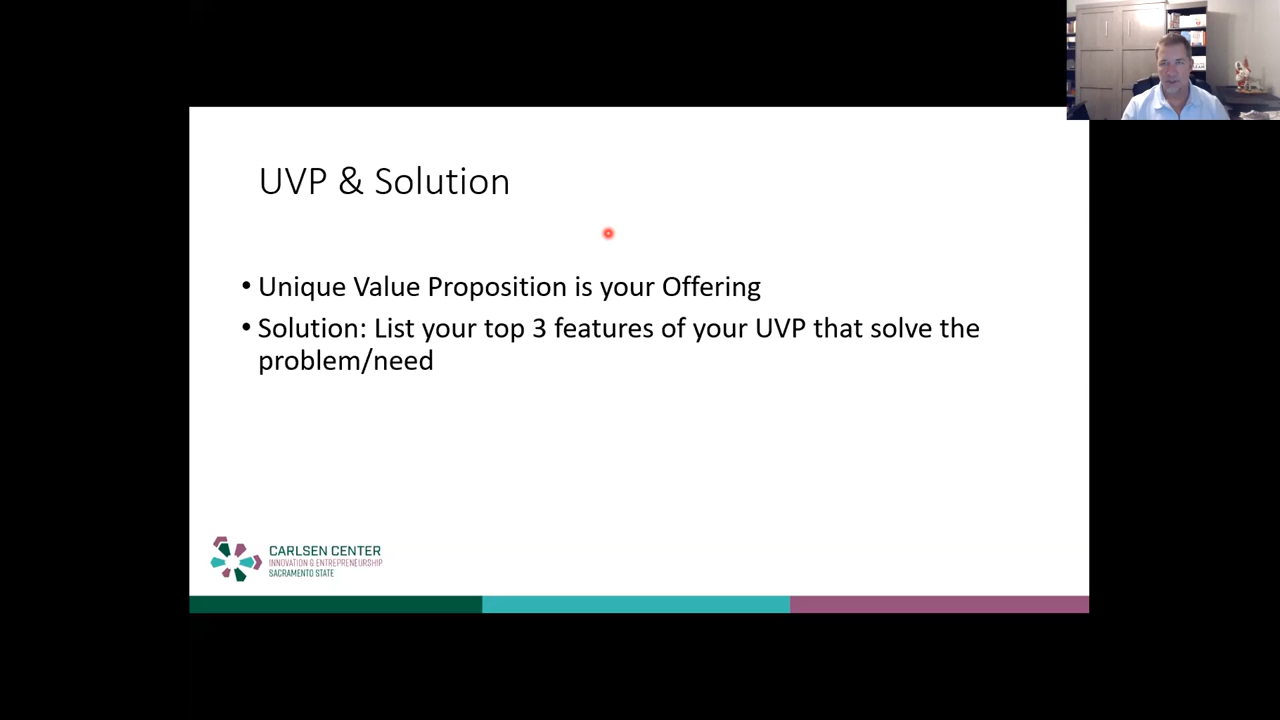 UVP & Solution
• Unique Value Proposition is your Offering
• Solution: List your top 3 features of your UVP that solve the
problem/need
CARLSEN CENTER
INNOVATION & ENTREPRENEURSHIP
SACRAMENTO STATE